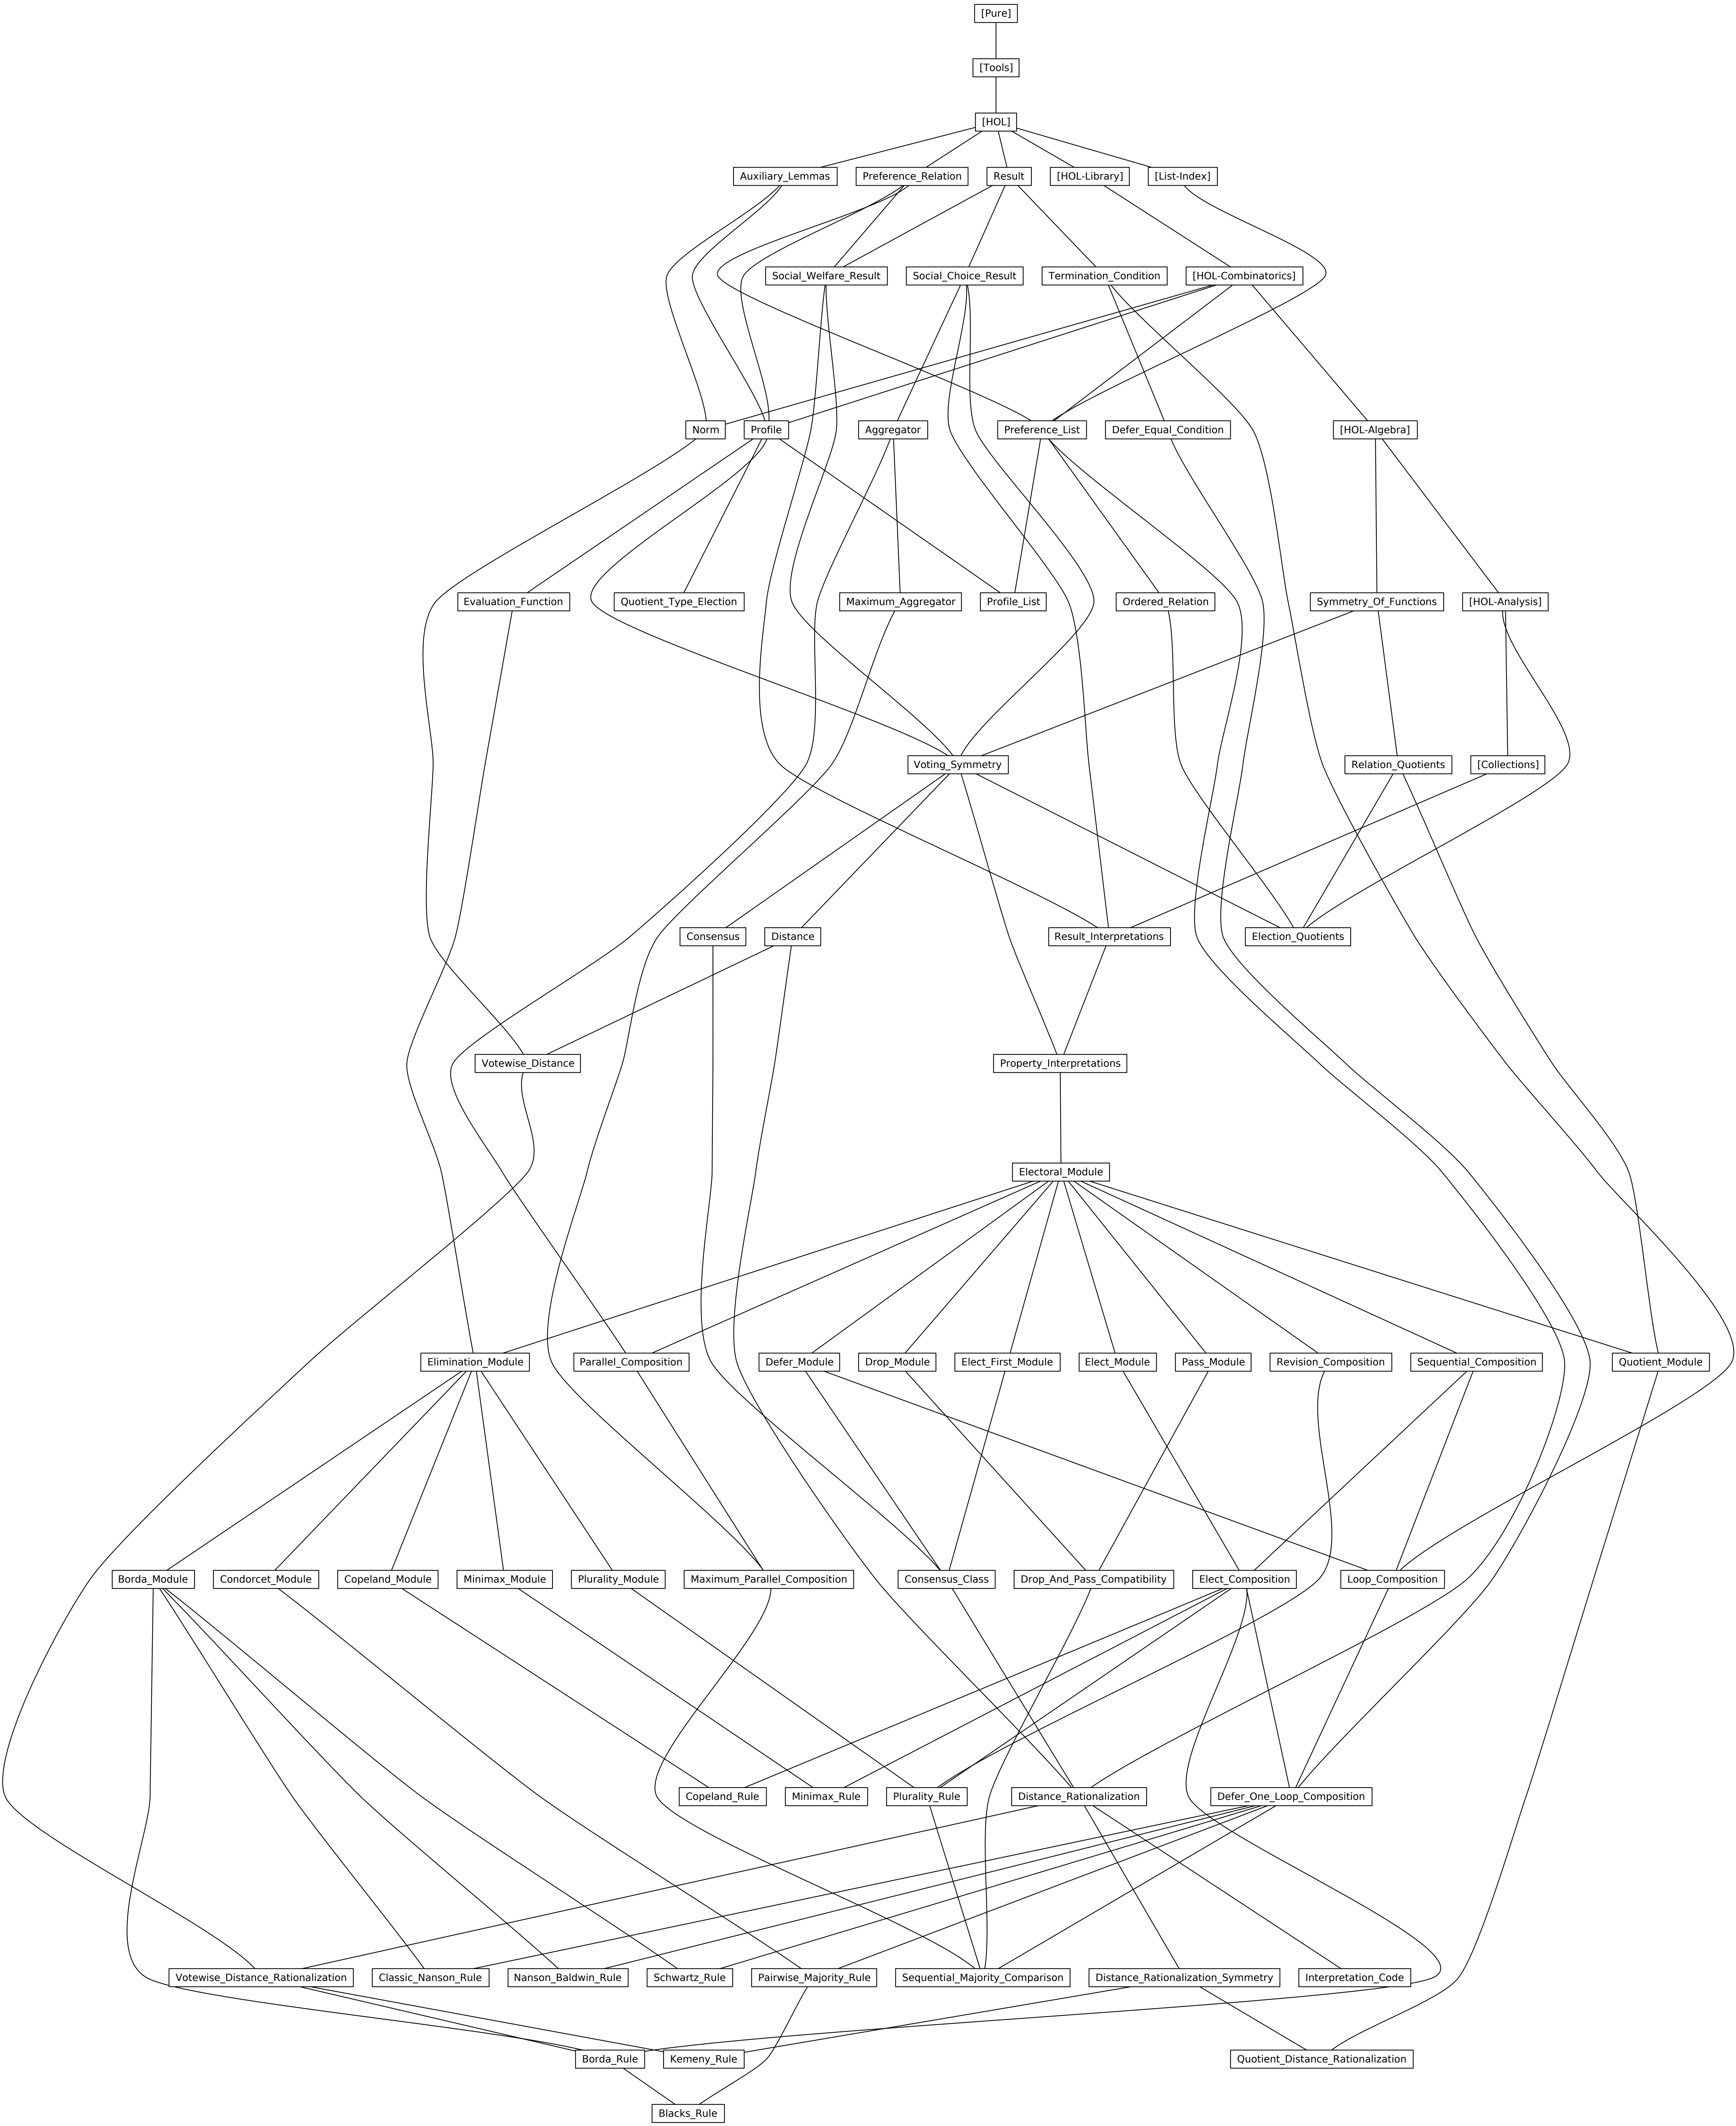 [Pure]
[Tools]
[HOL]
Auxiliary_Lemmas
Preference_Relation
Result
[HOL-Library]
[List-Index]
Social_Welfare_Result
Social_Choice_Result
Termination_Condition
[HOL-Combinatorics]
Norm
Profile
Aggregator
Preference_List
Defer_Equal_Condition
[HOL-Algebra]
Evaluation_Function
Quotient_Type_Election
Maximum_Aggregator
Profile_List
Ordered_Relation
Symmetry_Of_Functions
[HOL-Analysis]
Voting_Symmetry
Relation_Quotients
[Collections]
Consensus
Distance
Result_Interpretations
Election_Quotients
Votewise_Distance
Property_Interpretations
Electoral_Module
Elimination_Module
Parallel_Composition
Defer_Module
Drop_Module
Elect_First_Module
Elect_Module
Pass_Module
Revision_Composition
Sequential_Composition
Quotient_Module
Borda_Module
Condorcet_Module
Copeland_Module
Minimax_Module
Plurality_Module
Maximum_Parallel_Composition
Consensus_Class
Drop_And_Pass_Compatibility
Elect_Composition
Loop_Composition
Copeland_Rule
Minimax_Rule
Plurality_Rule
Distance_Rationalization
Defer_One_Loop_Composition
Votewise_Distance_Rationalization
Classic_Nanson_Rule
Nanson_Baldwin_Rule
Schwartz_Rule
Pairwise_Majority_Rule
Sequential_Majority_Comparison
Distance_Rationalization_Symmetry
Interpretation_Code
Borda_Rule
Kemeny_Rule
Quotient_Distance_Rationalization
Blacks_Rule